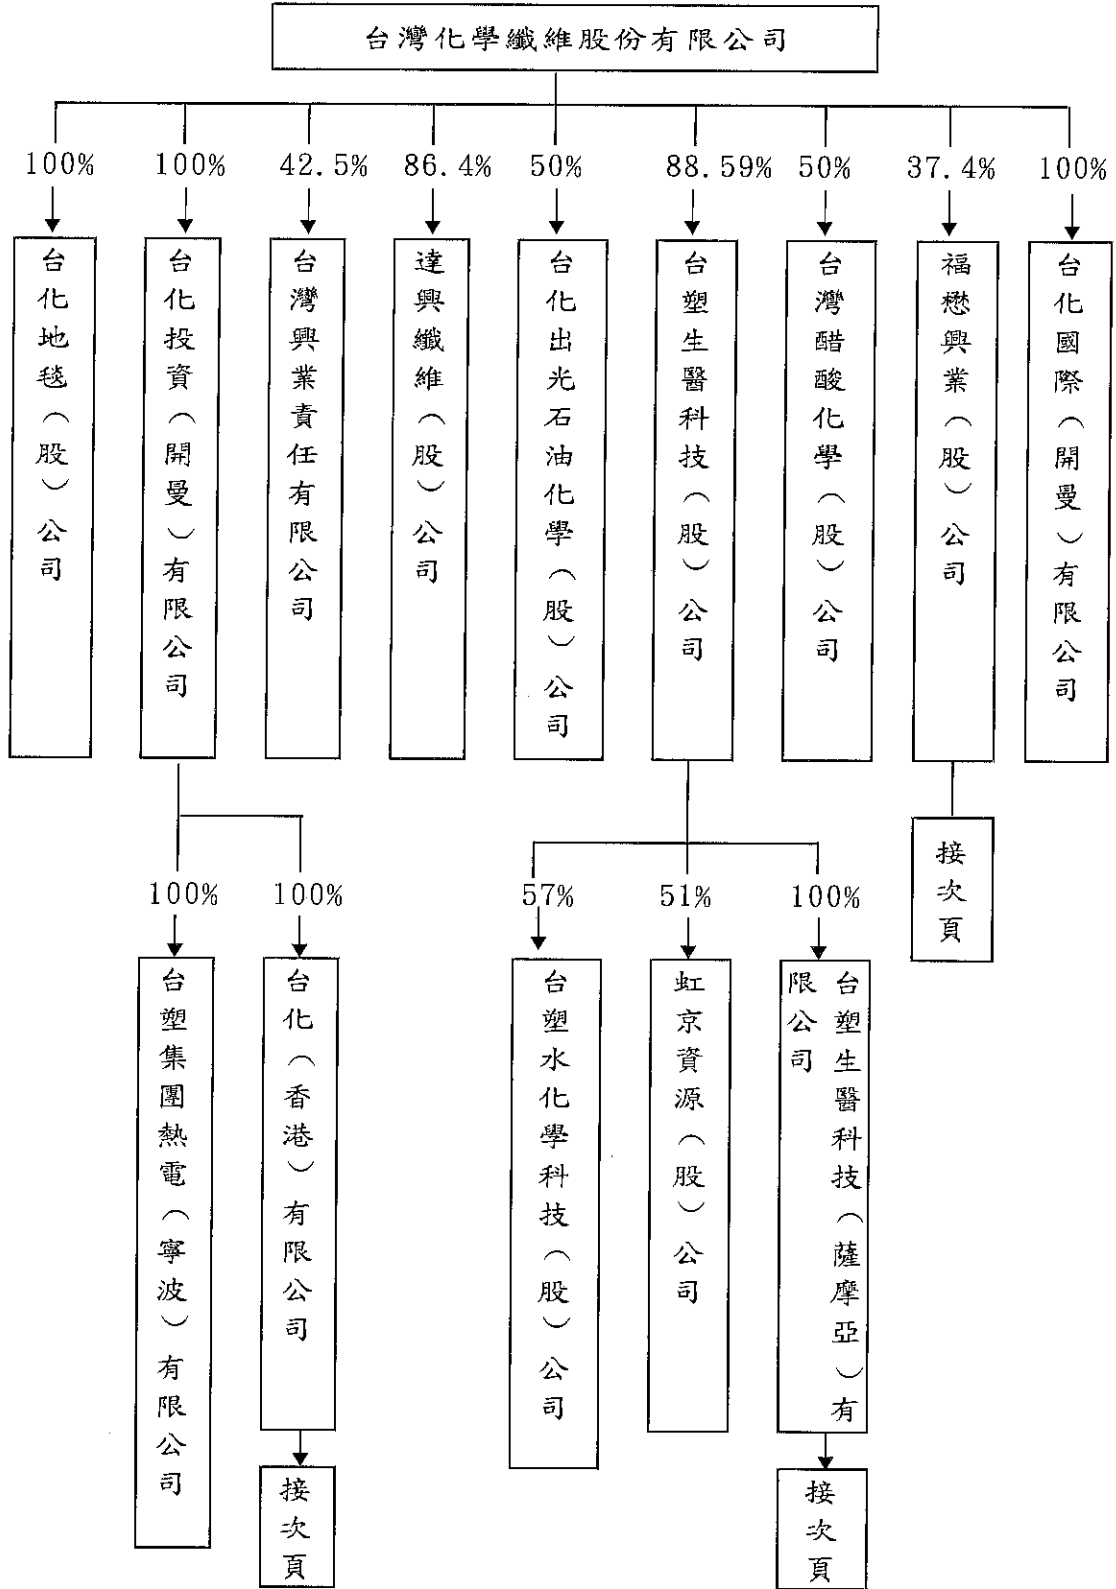 台灣化學纖維股份有限公司
100%
100%
42.5%
86.4%
50%
88.59%
50%
37.4%
100%
台化地毯（股）公司
台化投資（開曼）有限公司
台灣興業責任有限公司
達興纖維（股）公司
台化出光石油化學（股）公司
台塑生醫科技（股）公司
台灣醋酸化學（股）公司
福懋興業（股）公司
台化國際（開曼）有限公司
接次頁
100%
100%
57%
51%
100%
台塑集團熱電（寧波）有限公司
台化（香港）有限公司
台塑水化學科技（股）公司
虹京資源（股）公司
台塑生醫科技（薩摩亞）有
限公司
接次頁
接次頁